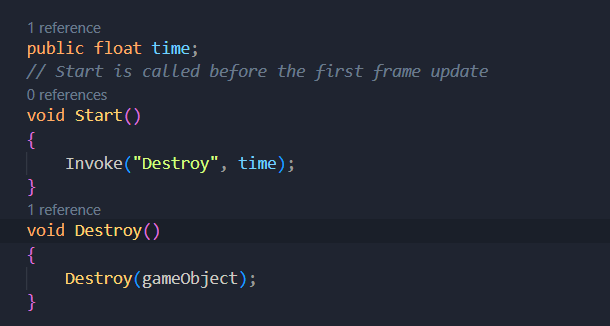 1 reference
public float time;
// Start is called before the first frame update
0 references
void Start()
{
    Invoke("Destroy", time);
}
1 reference
void Destroy()
{
    Destroy(gameObject);
}